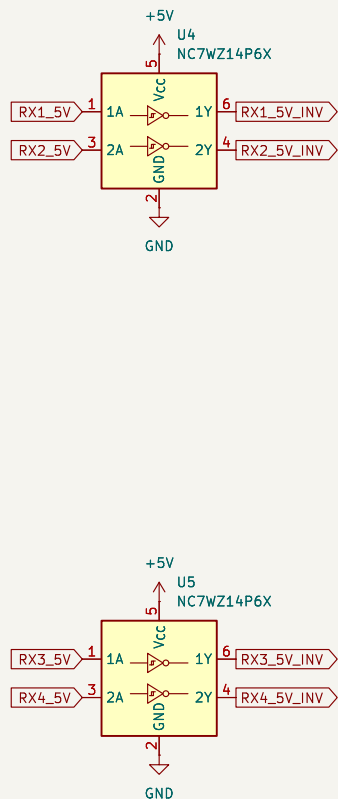 +5V
U4
NC7WZ14P6X
5
Vcc
RX1_5V 1 1A 1Y 6 RX1_5V_INV
RX2_5V 3 2A 2Y 4 RX2_5V_INV
GND
2
GND
+5V
U5
NC7WZ14P6X
5
Vcc
RX3_5V 1 1A 1Y 6 RX3_5V_INV
RX4_5V 3 2A 2Y 4 RX4_5V_INV
GND
2
GND